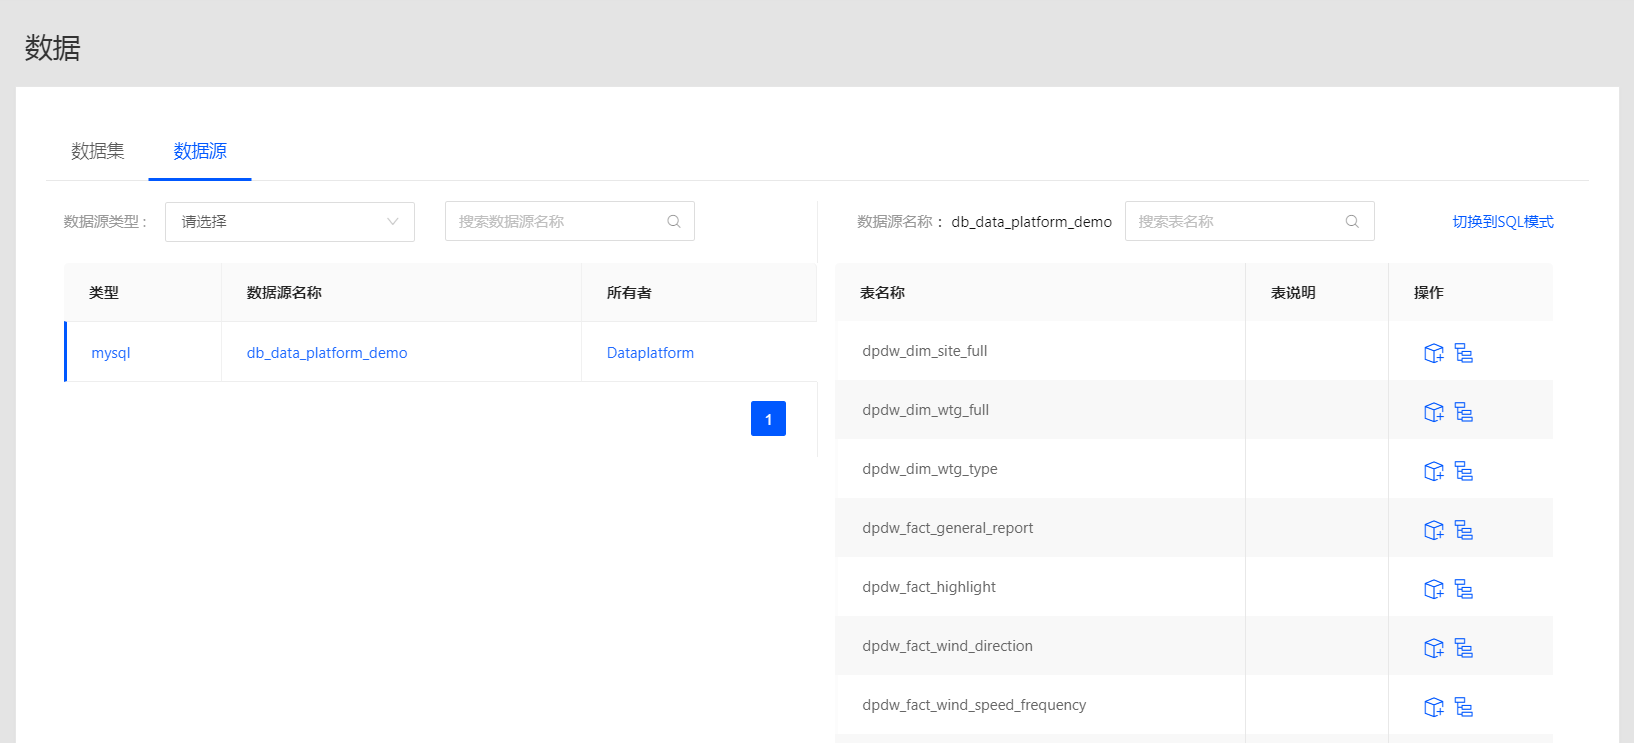 数据
数据集 数据源
数据源类型： 请选择 搜索数据源名称
类型 数据源名称 所有者
mysql db_data_platform_demo Dataplatform
1
数据源名称： db_data_platform_demo 搜索表名称 切换到SQL模式
表名称 表说明 操作
dpdw_dim_site_full
dpdw_dim_wtg_full
dpdw_dim_wtg_type
dpdw_fact_general_report
dpdw_fact_highlight
dpdw_fact_wind_direction
dpdw_fact_wind_speed_frequency